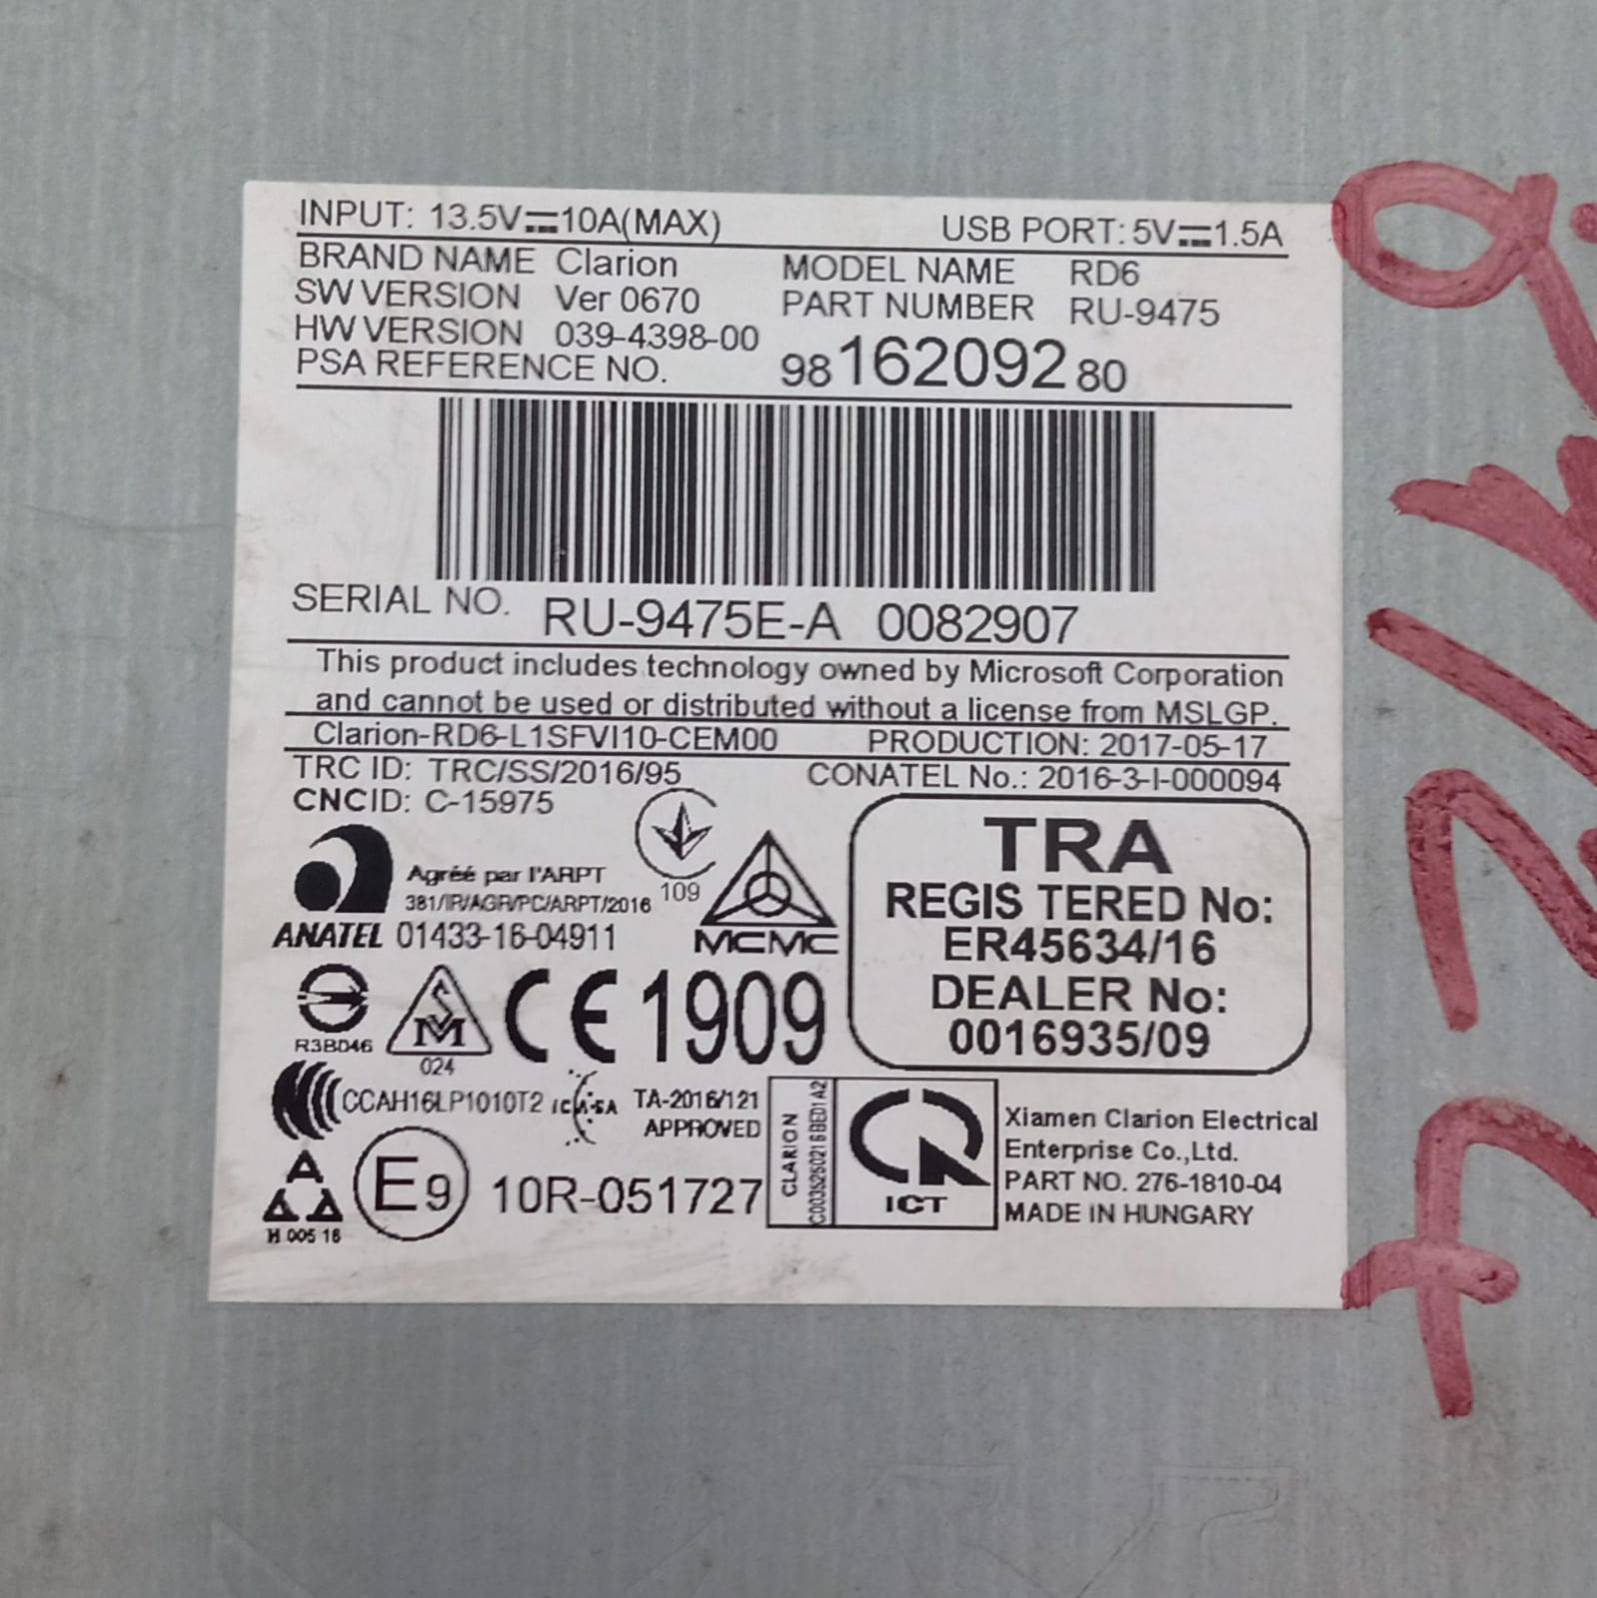 INPUT: 13.5V⎓10A(MAX) USB PORT: 5V⎓1.5A
BRAND NAME Clarion MODEL NAME RD6
SW VERSION Ver 0670 PART NUMBER RU-9475
HW VERSION 039-4398-00
PSA REFERENCE NO. 98 162092 80
SERIAL NO. RU-9475E-A 0082907
This product includes technology owned by Microsoft Corporation
and cannot be used or distributed without a license from MSLGP.
Clarion-RD6-L1SFVI10-CEM00 PRODUCTION: 2017-05-17
TRC ID: TRC/SS/2016/95 CONATEL No.: 2016-3-I-000094
CNCID: C-15975
Agréé par l'ARPT
381/IR/AGR/PC/ARPT/2016
109
ANATEL 01433-16-04911
MCMC
TRA
REGIS TERED No:
ER45634/16
DEALER No:
0016935/09
R3B046
024
CE 1909
CCAH16LP1010T2 ICASA TA-2016/121
APPROVED
A
H 005 16
E9 10R-051727
CLARION
ICT
Xiamen Clarion Electrical
Enterprise Co.,Ltd.
PART NO. 276-1810-04
MADE IN HUNGARY